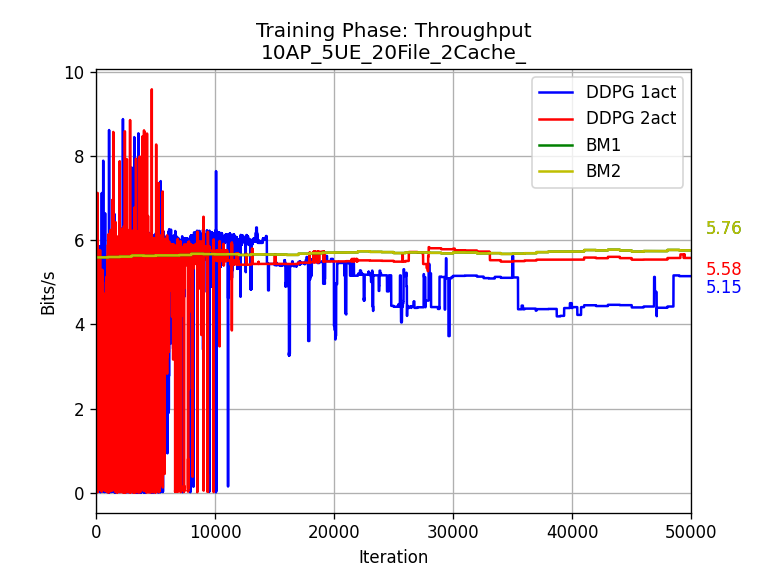 Training Phase: Throughput
10AP_5UE_20File_2Cache_
Bits/s
10
8
6
4
2
0
DDPG 1act
DDPG 2act
BM1
BM2
5.76
5.58
5.15
0
10000
20000
30000
40000
50000
Iteration